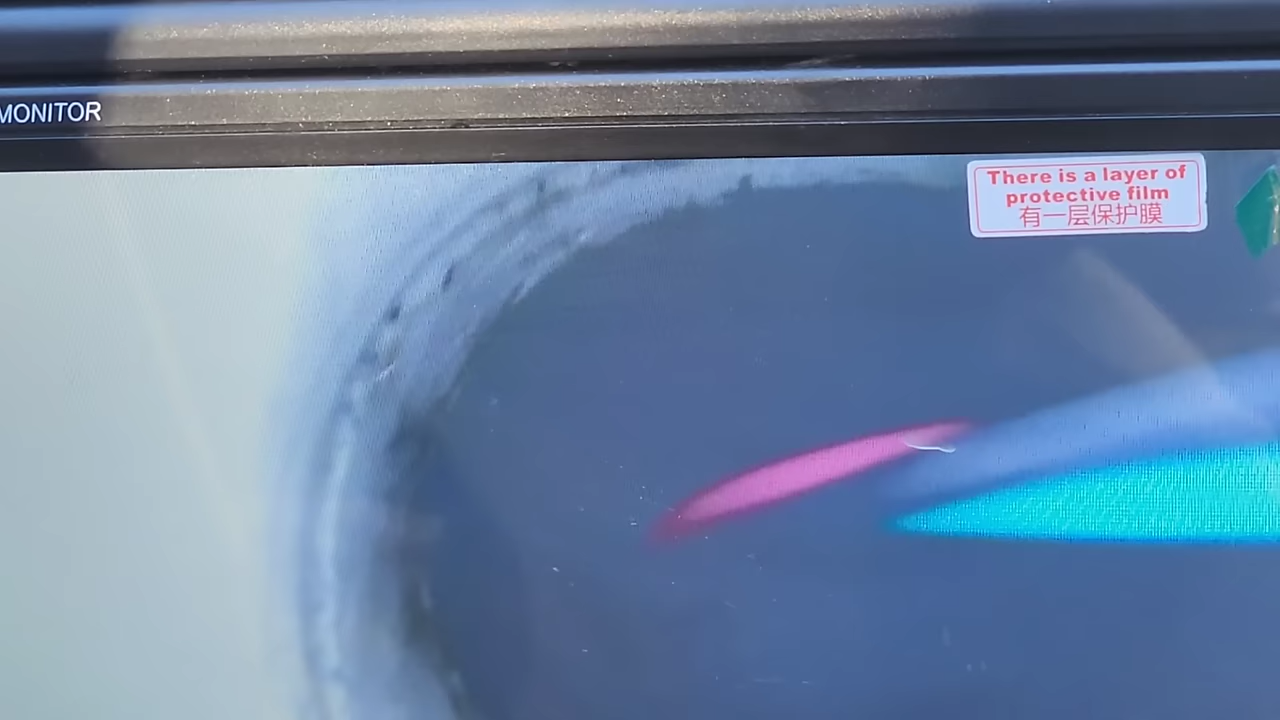 MONITOR
There is a layer of
protective film
有一层保护膜